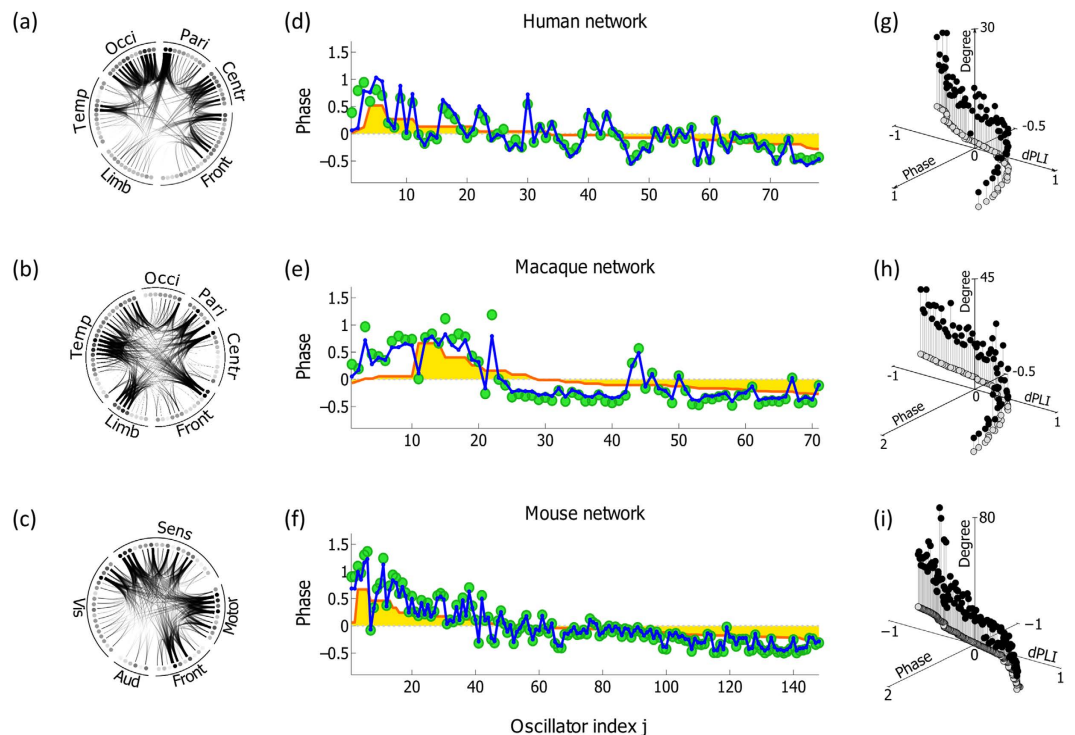 (a)
Occi
Pari
Centr
Front
Limb
Temp
(d)
Human network
Phase
1.5
1
0.5
0
−0.5
10
20
30
40
50
60
70
(g)
30
Degree
-1
-0.5
dPLI
Phase
0
1
1
(b)
Occi
Pari
Centr
Front
Limb
Temp
(e)
Macaque network
Phase
1.5
1
0.5
0
−0.5
10
20
30
40
50
60
70
(h)
45
Degree
-1
-0.5
dPLI
Phase
0
1
2
(c)
Sens
Motor
Front
Aud
Vis
(f)
Mouse network
Phase
1.5
1
0.5
0
−0.5
20
40
60
80
100
120
140
Oscillator index j
(i)
80
Degree
−1
−1
dPLI
Phase
0
1
2